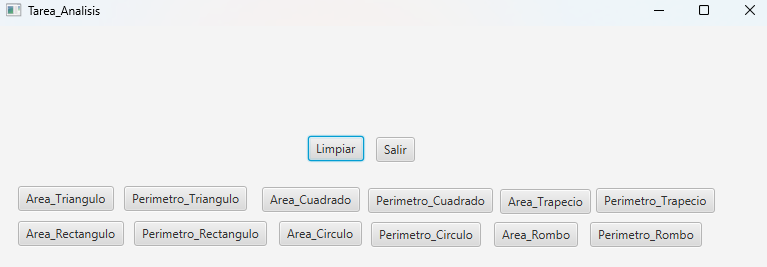 Tarea_Analisis
Limpiar Salir
Area_Triangulo Perimetro_Triangulo Area_Cuadrado Perimetro_Cuadrado Area_Trapecio Perimetro_Trapecio
Area_Rectangulo Perimetro_Rectangulo Area_Circulo Perimetro_Circulo Area_Rombo Perimetro_Rombo